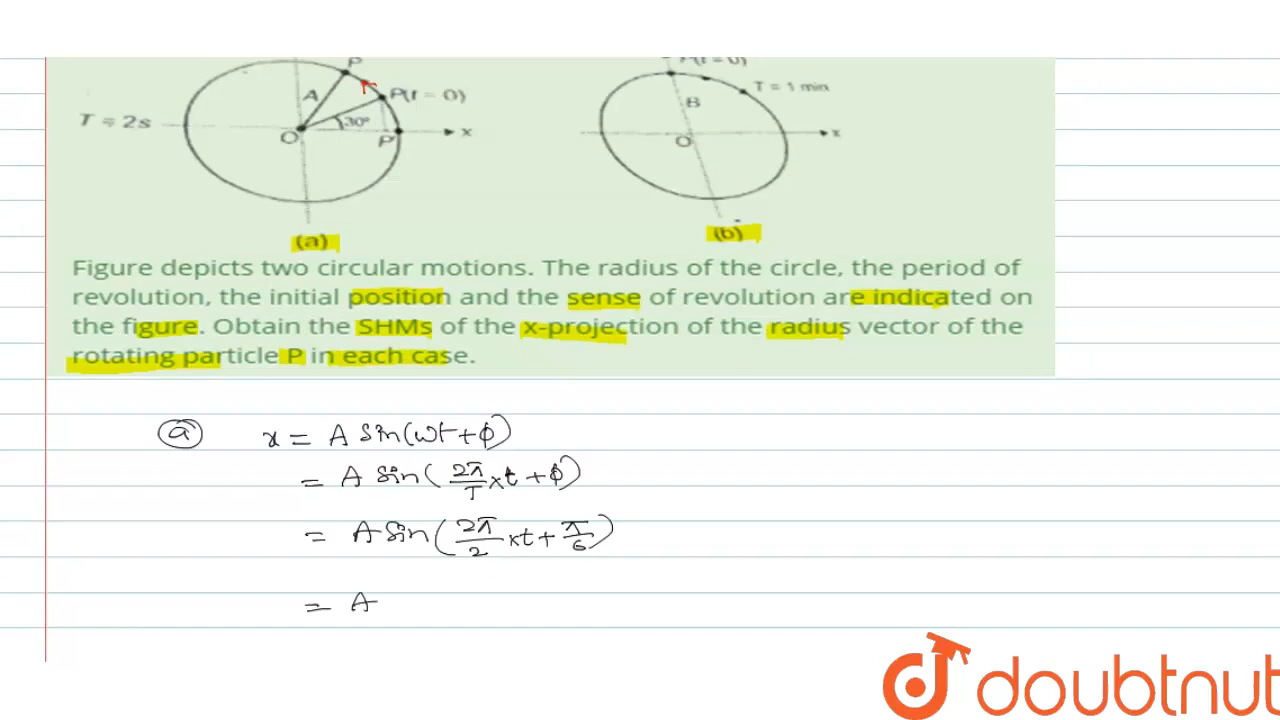 P
A
P(t = 0)
T = 2s
30°
O
P
x
(a)
P(t = 0)
T = 1 min
B
O
x
(b)
Figure depicts two circular motions. The radius of the circle, the period of
revolution, the initial position and the sense of revolution are indicated on
the figure. Obtain the SHMs of the x-projection of the radius vector of the
rotating particle P in each case.
ⓐ x = A sin(ωt + φ)
= A sin( 2π/T × t + φ)
= A sin( 2π/2 × t + π/6 )
= A
doubtnut